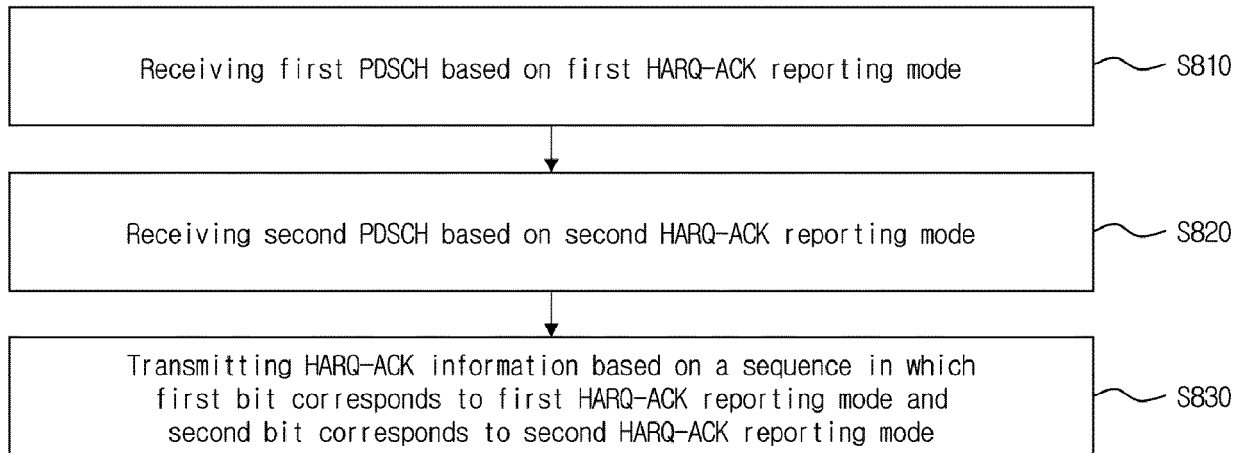 Receiving first PDSCH based on first HARQ-ACK reporting mode
S810
Receiving second PDSCH based on second HARQ-ACK reporting mode
S820
Transmitting HARQ-ACK information based on a sequence in which
first bit corresponds to first HARQ-ACK reporting mode and
second bit corresponds to second HARQ-ACK reporting mode
S830